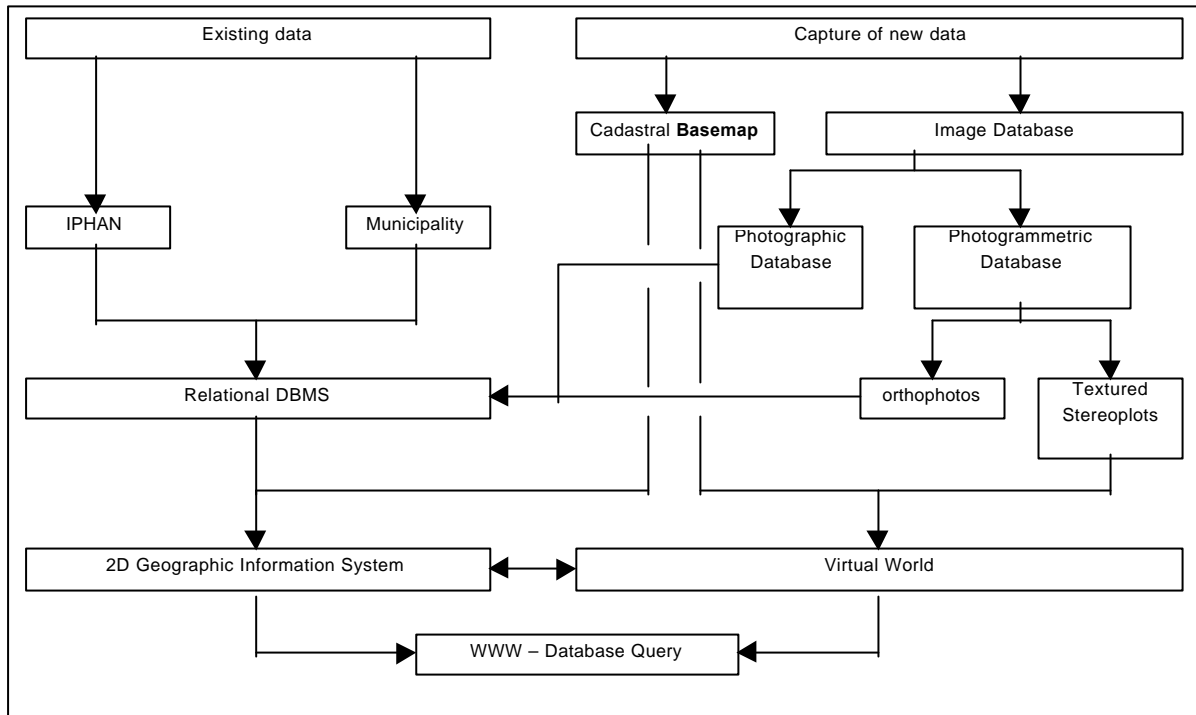 Existing data
Capture of new data
Cadastral Basemap
Image Database
IPHAN
Municipality
Photographic
Database
Photogrammetric
Database
Relational DBMS
orthophotos
Textured
Stereoplots
2D Geographic Information System
Virtual World
WWW – Database Query